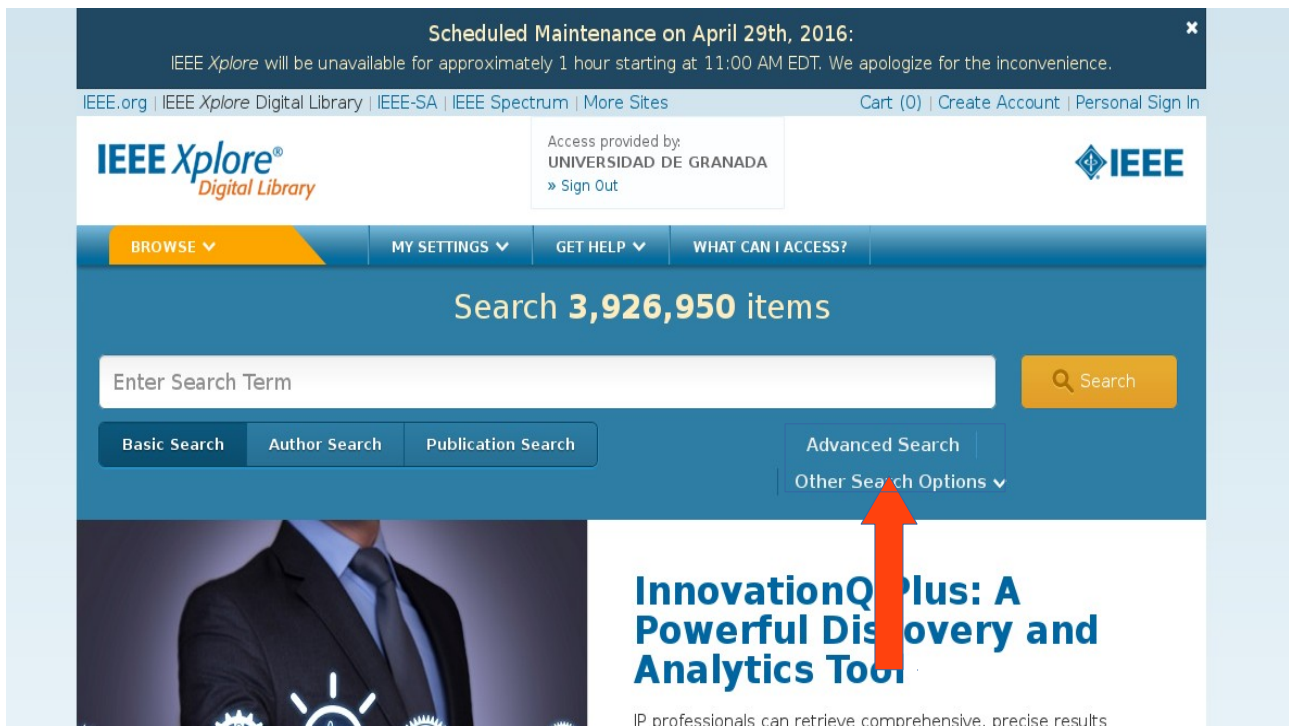 Scheduled Maintenance on April 29th, 2016:
IEEE Xplore will be unavailable for approximately 1 hour starting at 11:00 AM EDT. We apologize for the inconvenience.
IEEE.org | IEEE Xplore Digital Library | IEEE-SA | IEEE Spectrum | More Sites
Cart (0) | Create Account | Personal Sign In
IEEE Xplore®
Digital Library
Access provided by:
UNIVERSIDAD DE GRANADA
» Sign Out
IEEE
BROWSE
MY SETTINGS
GET HELP
WHAT CAN I ACCESS?
Search 3,926,950 items
Enter Search Term
Search
Basic Search
Author Search
Publication Search
Advanced Search
Other Search Options
InnovationQ Plus: A
Powerful Discovery and
Analytics Tool
IP professionals can retrieve comprehensive, precise results